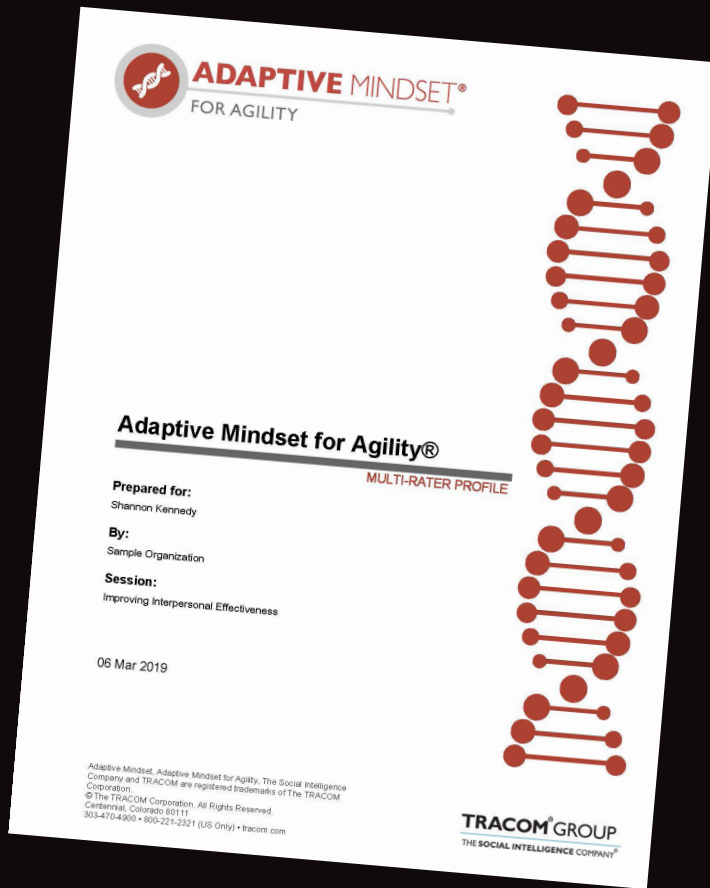 ADAPTIVE MINDSET®
FOR AGILITY
Adaptive Mindset for Agility®
MULTI-RATER PROFILE
Prepared for:
Shannon Kennedy
By:
Sample Organization
Session:
Improving Interpersonal Effectiveness
06 Mar 2019
Adaptive Mindset, Adaptive Mindset for Agility, The Social Intelligence
Company and TRACOM are registered trademarks of The TRACOM
Corporation.
© The TRACOM Corporation. All Rights Reserved.
Centennial, Colorado 80111
303-470-4900 • 800-221-2321 (US Only) • tracom.com
TRACOM® GROUP
THE SOCIAL INTELLIGENCE COMPANY®